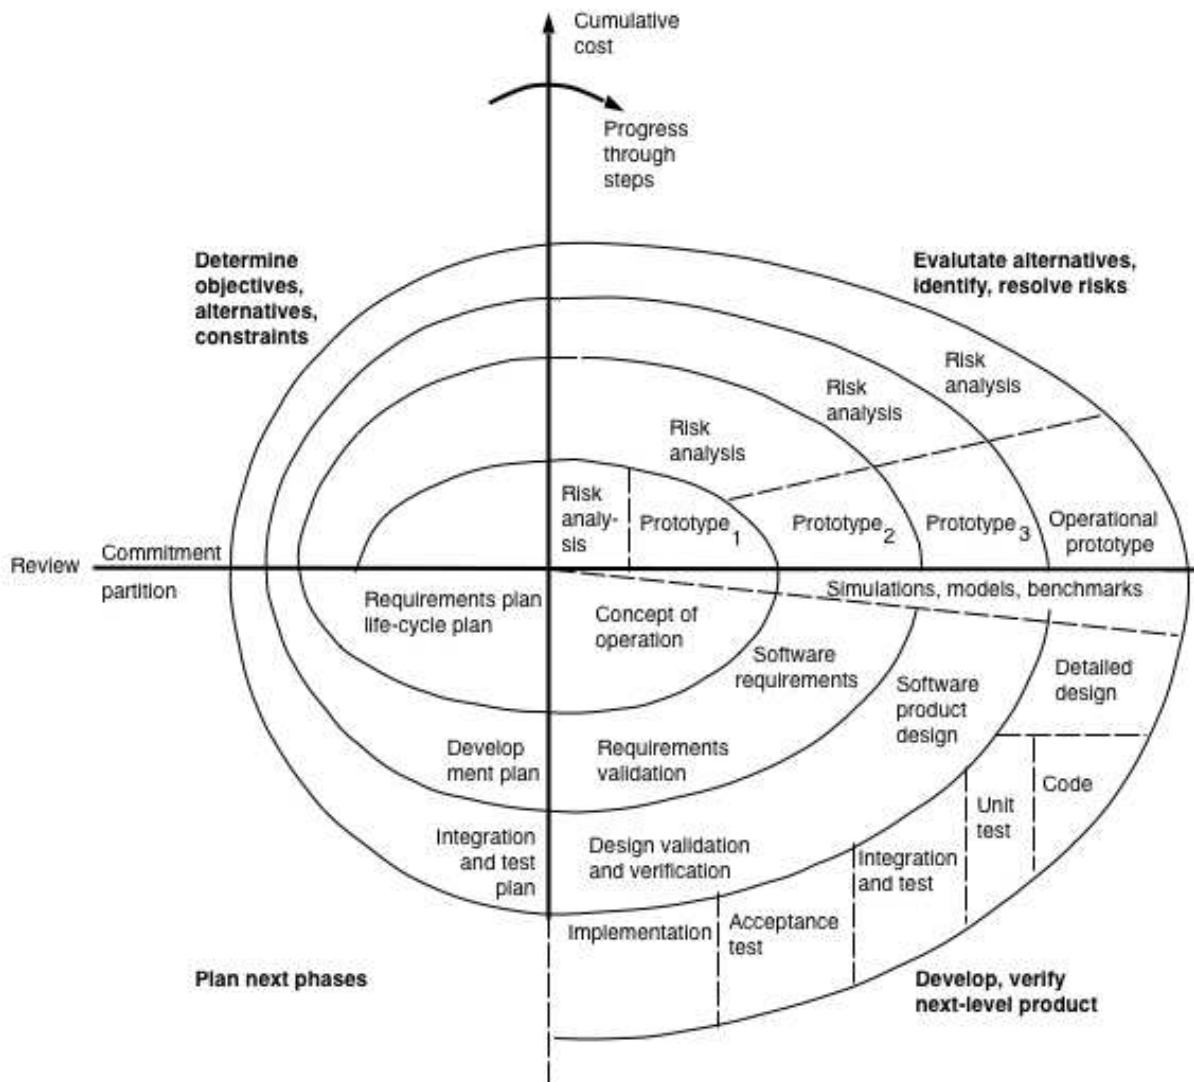 Cumulative
cost
Progress
through
steps
Determine
objectives,
alternatives,
constraints
Evalutate alternatives,
identify, resolve risks
Risk
analysis
Risk
analysis
Risk
analysis
Risk
analy-
sis
Prototype1
Prototype2
Prototype3
Operational
prototype
Review
Commitment
partition
Simulations, models, benchmarks
Requirements plan
life-cycle plan
Concept of
operation
Software
requirements
Software
product
design
Detailed
design
Develop
ment plan
Requirements
validation
Code
Unit
test
Integration
and test
plan
Design validation
and verification
Integration
and test
Implementation
Acceptance
test
Plan next phases
Develop, verify
next-level product